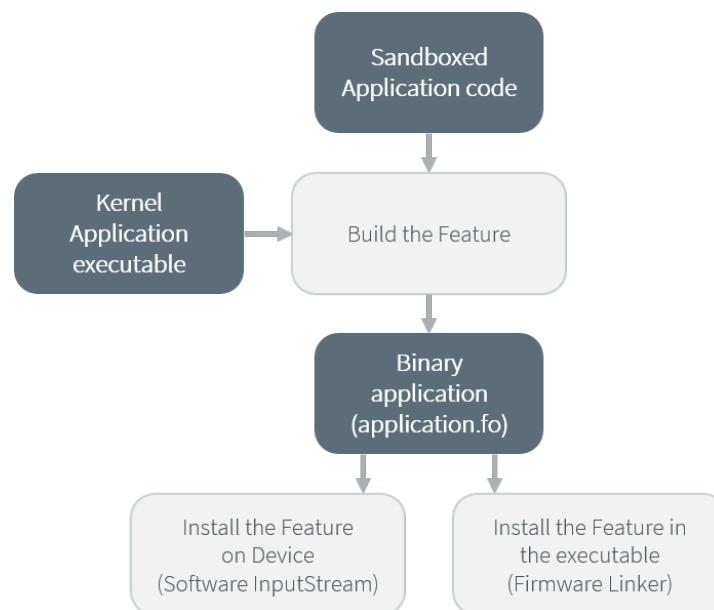 Sandboxed
Application code
Kernel
Application
executable
Build the Feature
Binary
application
(application.fo)
Install the Feature
on Device
(Software InputStream)
Install the Feature in
the executable
(Firmware Linker)